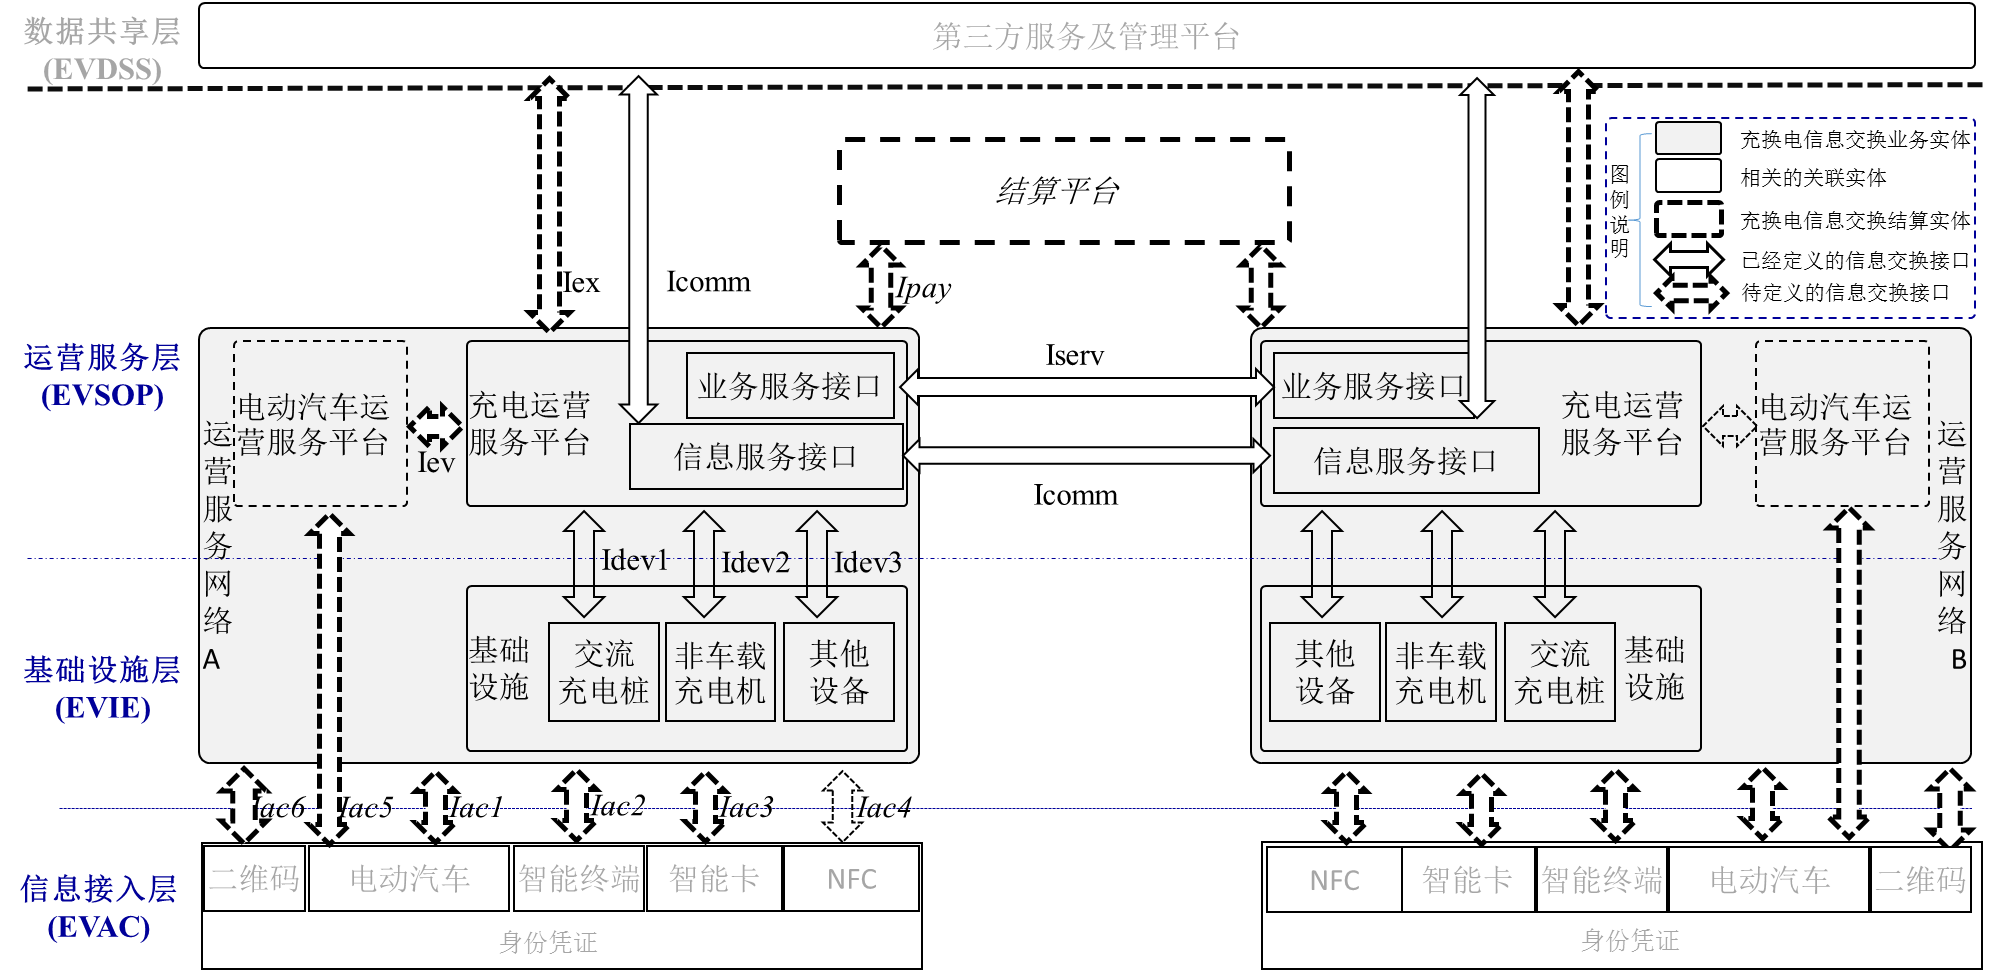 数据共享层
(EVDSS)
第三方服务及管理平台
结算平台
图例说明
充换电信息交换业务实体
相关的关联实体
充换电信息交换结算实体
已经定义的信息交换接口
待定义的信息交换接口
Iex
Icomm
Ipay
运营服务层
(EVSOP)
运营服务网络A
电动汽车运
营服务平台
Iev
充电运营
服务平台
业务服务接口
信息服务接口
Iserv
Icomm
业务服务接口
信息服务接口
充电运营
服务平台
电动汽车运
营服务平台
运营服务网络B
Idev1
Idev2
Idev3
基础设施层
(EVIE)
基础
设施
交流
充电桩
非车载
充电机
其他
设备
其他
设备
非车载
充电机
交流
充电桩
基础
设施
Iac6
Iac5
Iac1
Iac2
Iac3
Iac4
信息接入层
(EVAC)
二维码
电动汽车
智能终端
智能卡
NFC
身份凭证
NFC
智能卡
智能终端
电动汽车
二维码
身份凭证